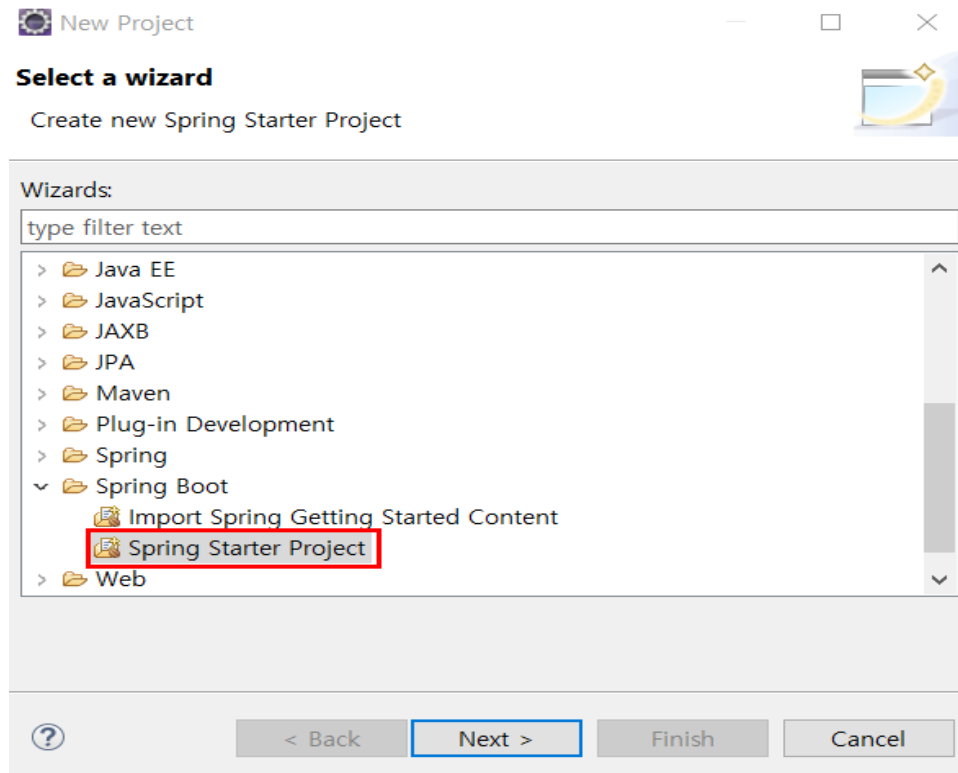 New Project
Select a wizard
Create new Spring Starter Project
Wizards:
type filter text
Java EE
JavaScript
JAXB
JPA
Maven
Plug-in Development
Spring
Spring Boot
Import Spring Getting Started Content
Spring Starter Project
Web
< Back Next > Finish Cancel